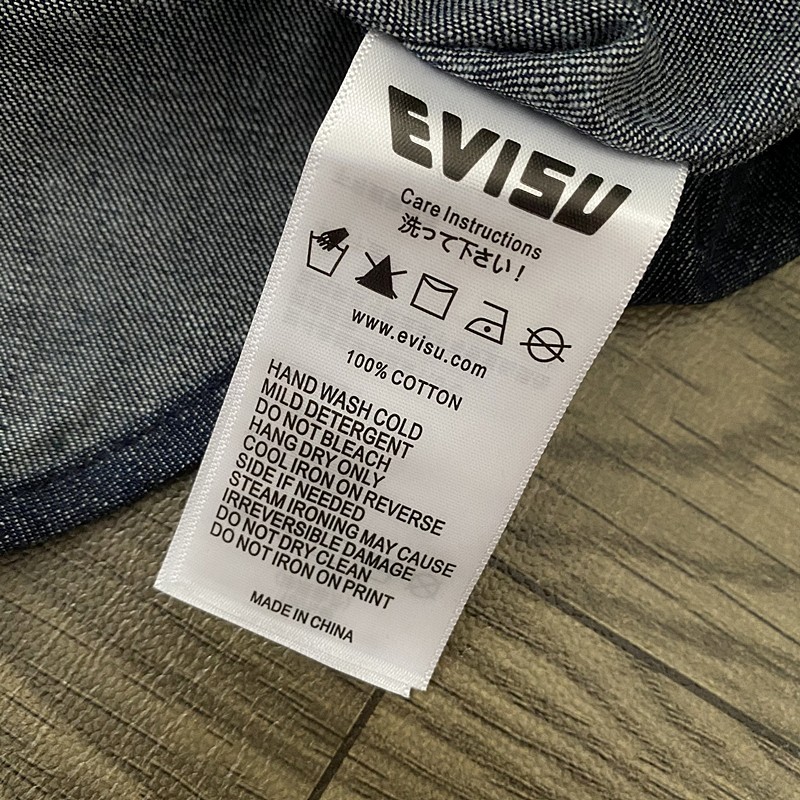 EVISU
Care Instructions
洗って下さい!
www.evisu.com
100% COTTON
HAND WASH COLD
MILD DETERGENT
DO NOT BLEACH
HANG DRY ONLY
COOL IRON ON REVERSE
SIDE IF NEEDED
STEAM IRONING MAY CAUSE
IRREVERSIBLE DAMAGE
DO NOT DRY CLEAN
DO NOT IRON ON PRINT
MADE IN CHINA